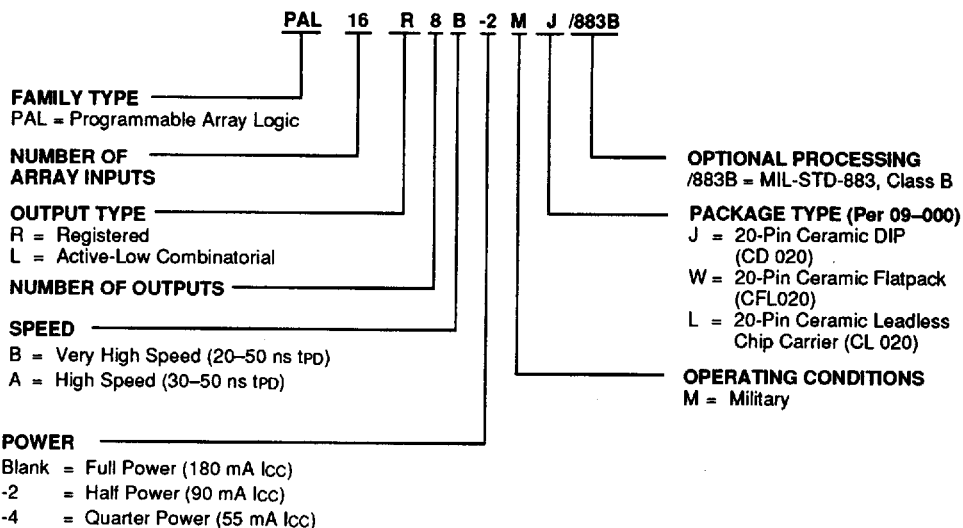 PAL 16 R 8 B -2 M J /883B
FAMILY TYPE
PAL = Programmable Array Logic
NUMBER OF
ARRAY INPUTS
OUTPUT TYPE
R = Registered
L = Active-Low Combinatorial
NUMBER OF OUTPUTS
SPEED
B = Very High Speed (20–50 ns tPD)
A = High Speed (30–50 ns tPD)
POWER
Blank = Full Power (180 mA ICC)
-2 = Half Power (90 mA ICC)
-4 = Quarter Power (55 mA ICC)
OPTIONAL PROCESSING
/883B = MIL-STD-883, Class B
PACKAGE TYPE (Per 09–000)
J = 20-Pin Ceramic DIP
(CD 020)
W = 20-Pin Ceramic Flatpack
(CFL020)
L = 20-Pin Ceramic Leadless
Chip Carrier (CL 020)
OPERATING CONDITIONS
M = Military